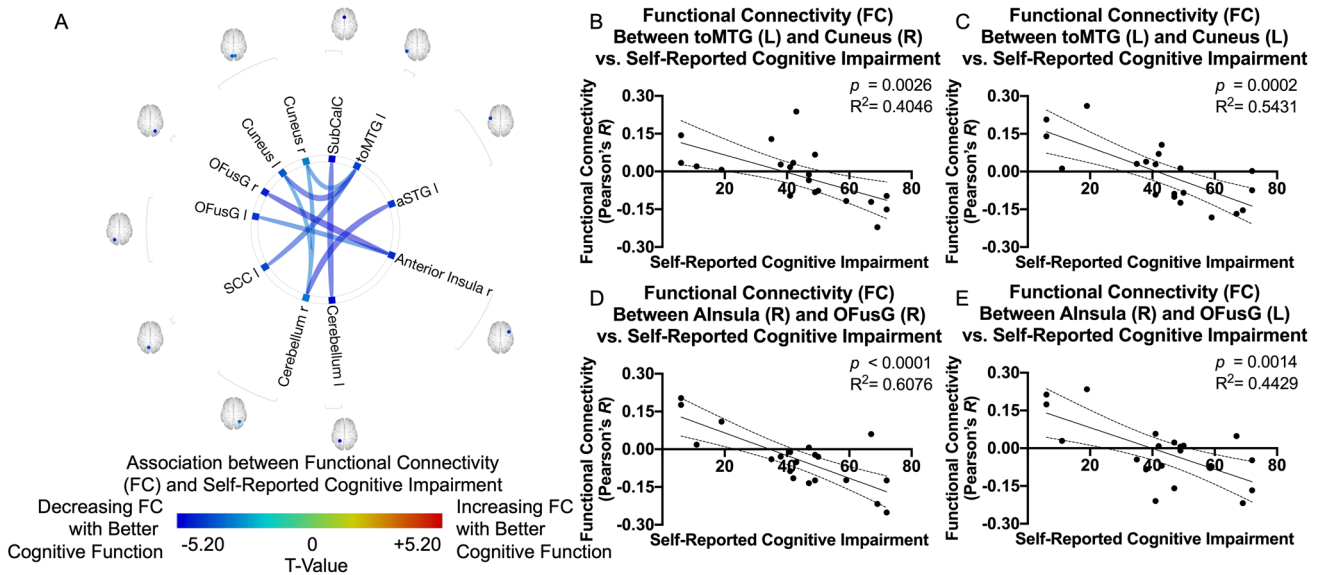 A
Cuneus l
Cuneus r
SubCalC
toMTG l
OFusG r
aSTG l
OFusG l
Anterior Insula r
SCC l
Cerebellum r
Cerebellum l
Association between Functional Connectivity
(FC) and Self-Reported Cognitive Impairment
Decreasing FC
with Better
Cognitive Function
-5.20
0
+5.20
T-Value
Increasing FC
with Better
Cognitive Function
B
Functional Connectivity (FC)
Between toMTG (L) and Cuneus (R)
vs. Self-Reported Cognitive Impairment
p = 0.0026
R²= 0.4046
Functional Connectivity
(Pearson's R)
0.30
0.15
0.00
-0.15
-0.30
20
40
60
80
Self-Reported Cognitive Impairment
C
Functional Connectivity (FC)
Between toMTG (L) and Cuneus (L)
vs. Self-Reported Cognitive Impairment
p = 0.0002
R²= 0.5431
Functional Connectivity
(Pearson's R)
0.30
0.15
0.00
-0.15
-0.30
20
40
60
80
Self-Reported Cognitive Impairment
D
Functional Connectivity (FC)
Between AInsula (R) and OFusG (R)
vs. Self-Reported Cognitive Impairment
p < 0.0001
R²= 0.6076
Functional Connectivity
(Pearson's R)
0.30
0.15
0.00
-0.15
-0.30
20
40
60
80
Self-Reported Cognitive Impairment
E
Functional Connectivity (FC)
Between AInsula (R) and OFusG (L)
vs. Self-Reported Cognitive Impairment
p = 0.0014
R²= 0.4429
Functional Connectivity
(Pearson's R)
0.30
0.15
0.00
-0.15
-0.30
20
40
60
80
Self-Reported Cognitive Impairment